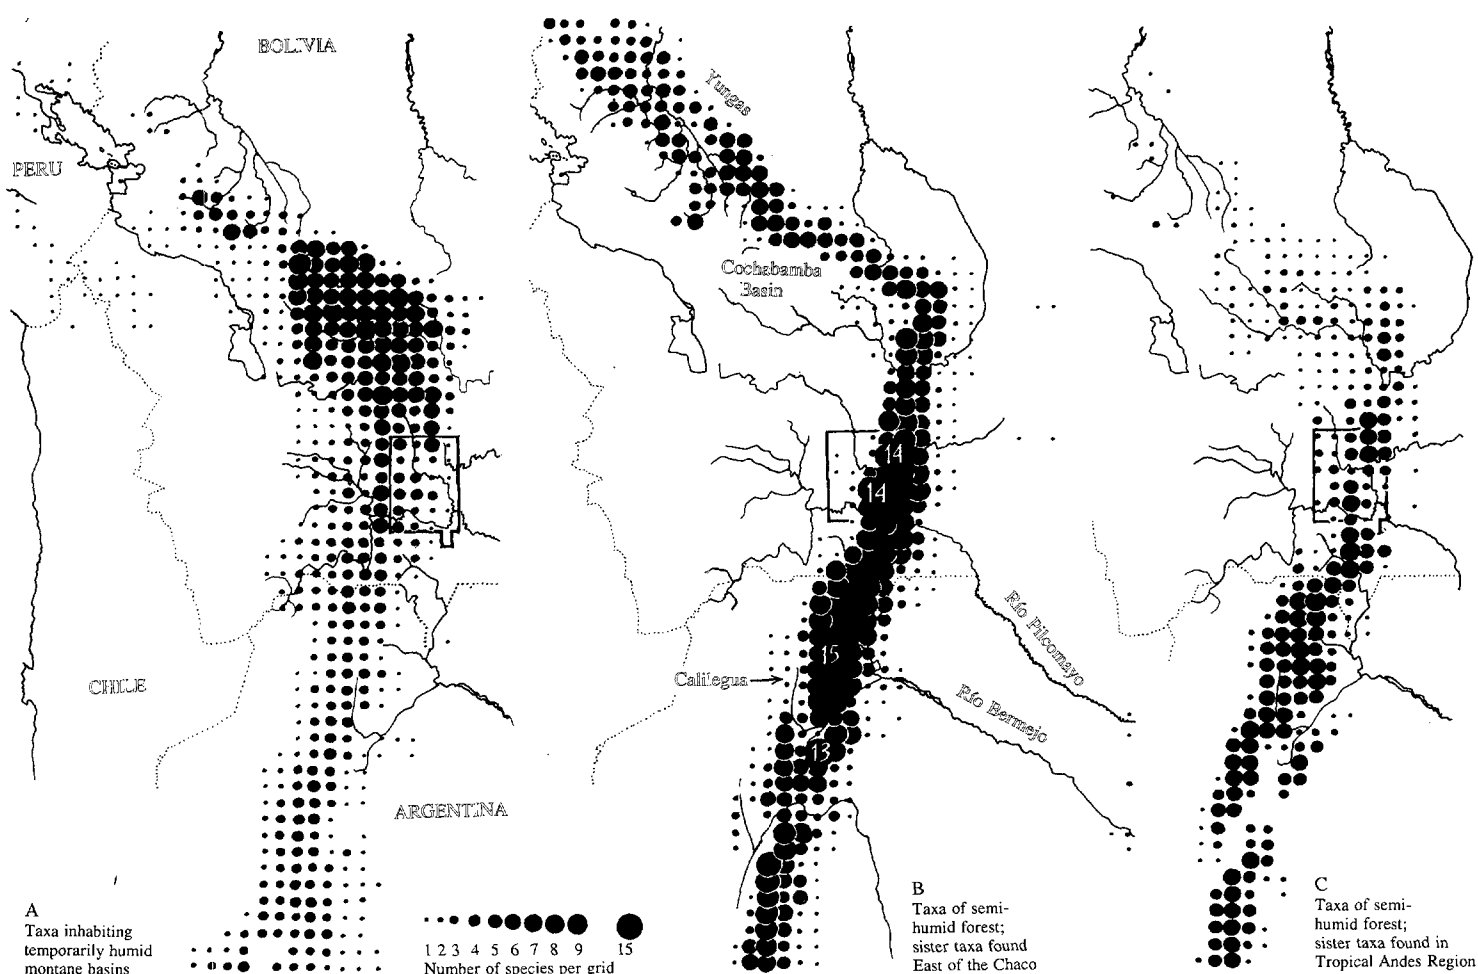 BOLIVIA
PERU
CHILE
ARGENTINA
A
Taxa inhabiting
temporarily humid
montane basins
1 2 3 4 5 6 7 8 9 15
Number of species per grid
Yungas
Cochabamba
Basin
14
14
15
13
Calilegua
Río Pilcomayo
Río Bermejo
B
Taxa of semi-
humid forest;
sister taxa found
East of the Chaco
C
Taxa of semi-
humid forest;
sister taxa found in
Tropical Andes Region